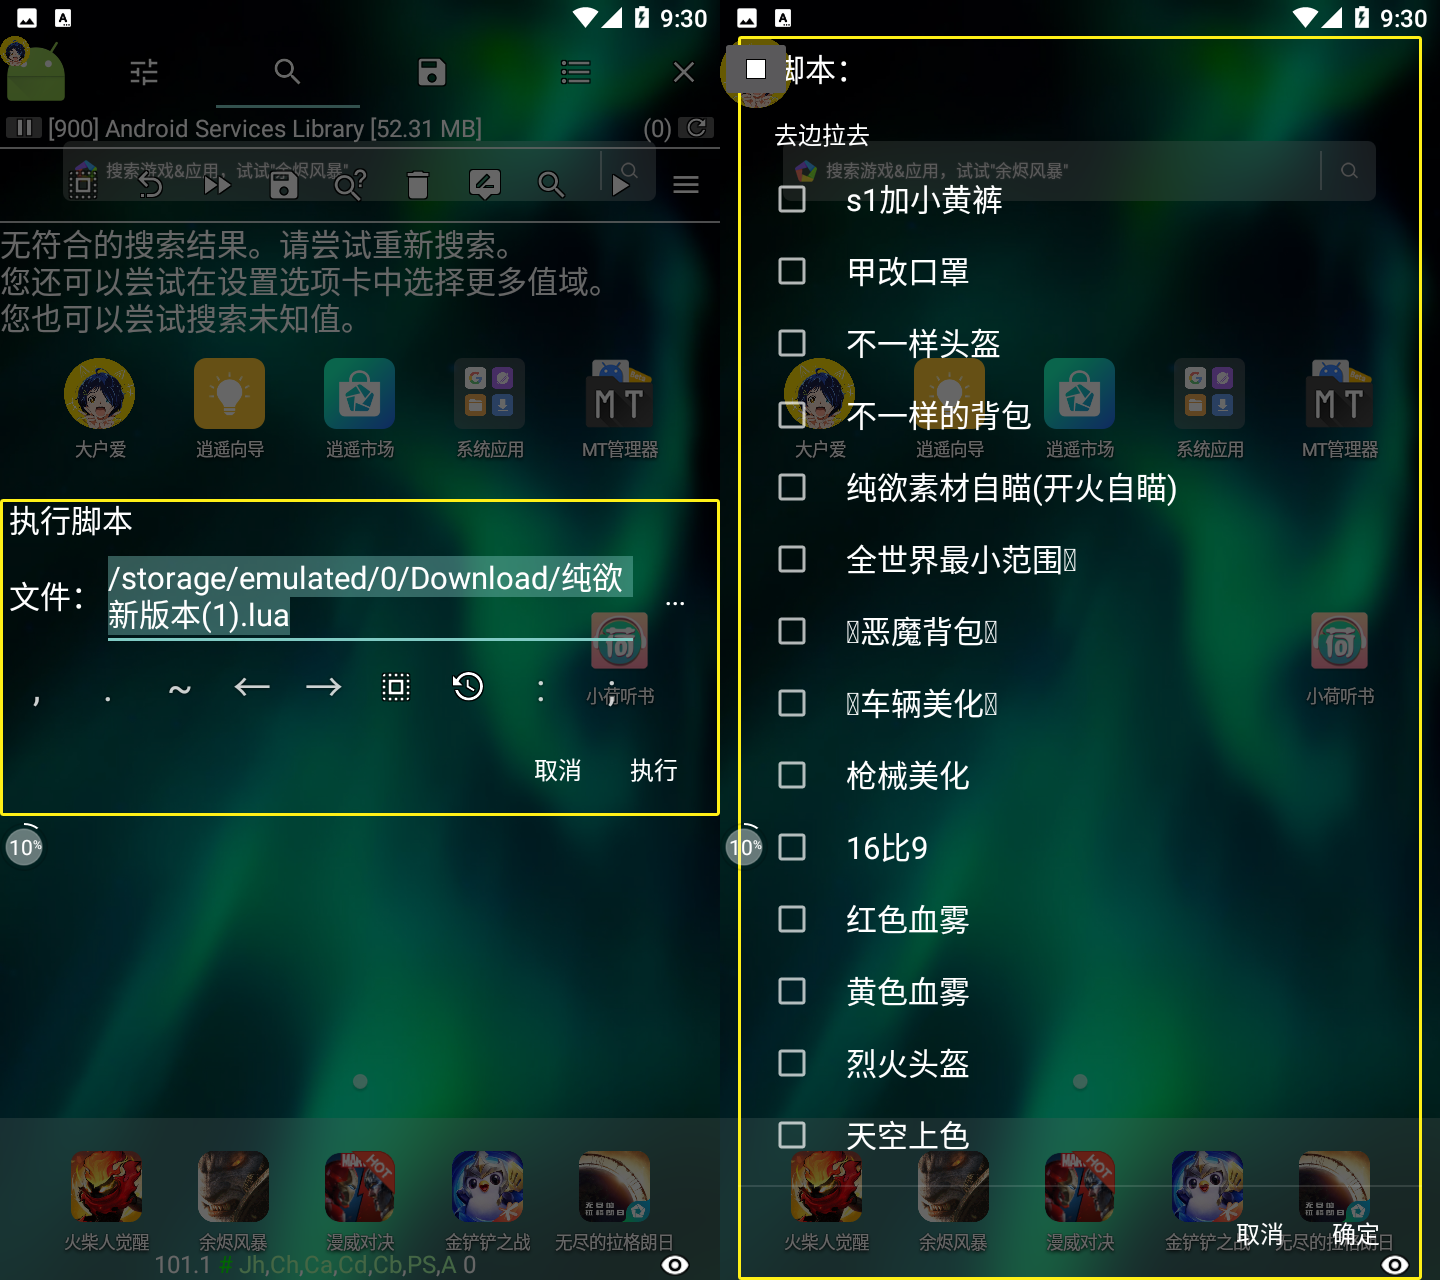 9:30
[900] Android Services Library [52.31 MB] (0)
搜索游戏&应用，试试"余烬风暴"
无符合的搜索结果。请尝试重新搜索。
您还可以尝试在设置选项卡中选择更多值域。
您也可以尝试搜索未知值。
大户爱 逍遥向导 逍遥市场 系统应用 MT管理器
执行脚本
文件：
/storage/emulated/0/Download/纯欲
新版本(1).lua
...
小荷听书
, . ~ ← → : ;
取消 执行
10%
火柴人觉醒 余烬风暴 漫威对决 金铲铲之战 无尽的拉格朗日
101.1 # Jh,Ch,Ca,Cd,Cb,PS,A 0
9:30
脚本：
去边拉去
搜索游戏&应用，试试"余烬风暴"
s1加小黄裤
甲改口罩
不一样头盔
不一样的背包
大户爱 逍遥向导 逍遥市场 系统应用 MT管理器
纯欲素材自瞄(开火自瞄)
全世界最小范围
恶魔背包
小荷听书
车辆美化
枪械美化
16比9
10%
红色血雾
黄色血雾
烈火头盔
天空上色
取消 确定
火柴人觉醒 余烬风暴 漫威对决 金铲铲之战 无尽的拉格朗日